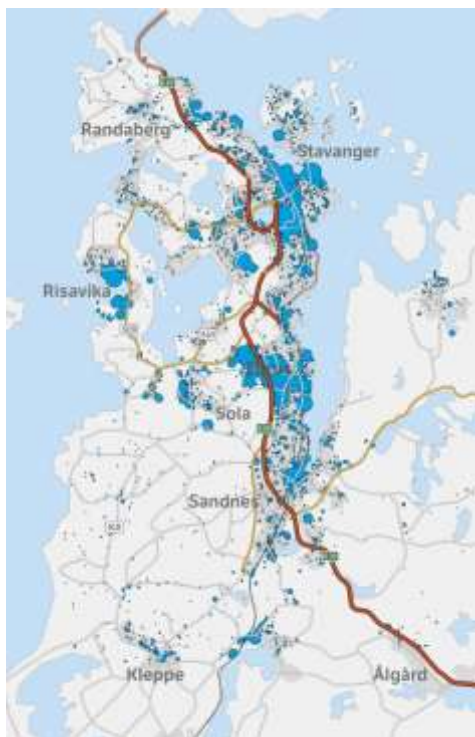 Randaberg
Stavanger
Risavika
Sola
Sandnes
Kleppe
Ålgård